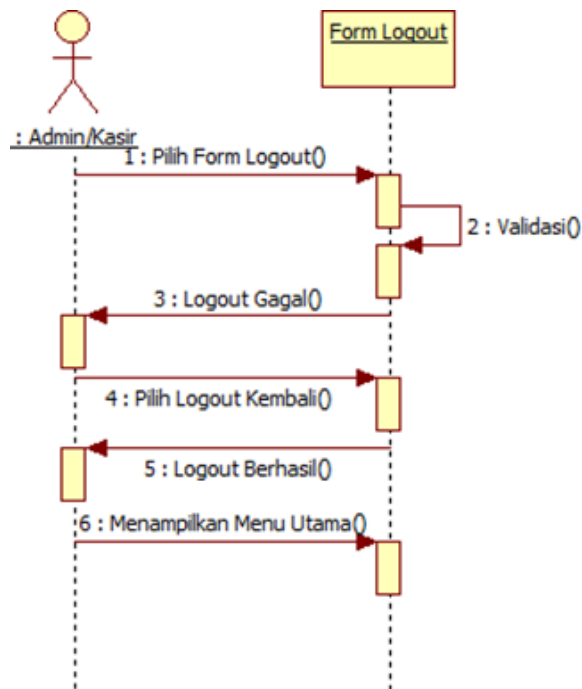 Form Logout
: Admin/Kasir
1 : Pilih Form Logout()
2 : Validasi()
3 : Logout Gagal()
4 : Pilih Logout Kembali()
5 : Logout Berhasil()
6 : Menampilkan Menu Utama()